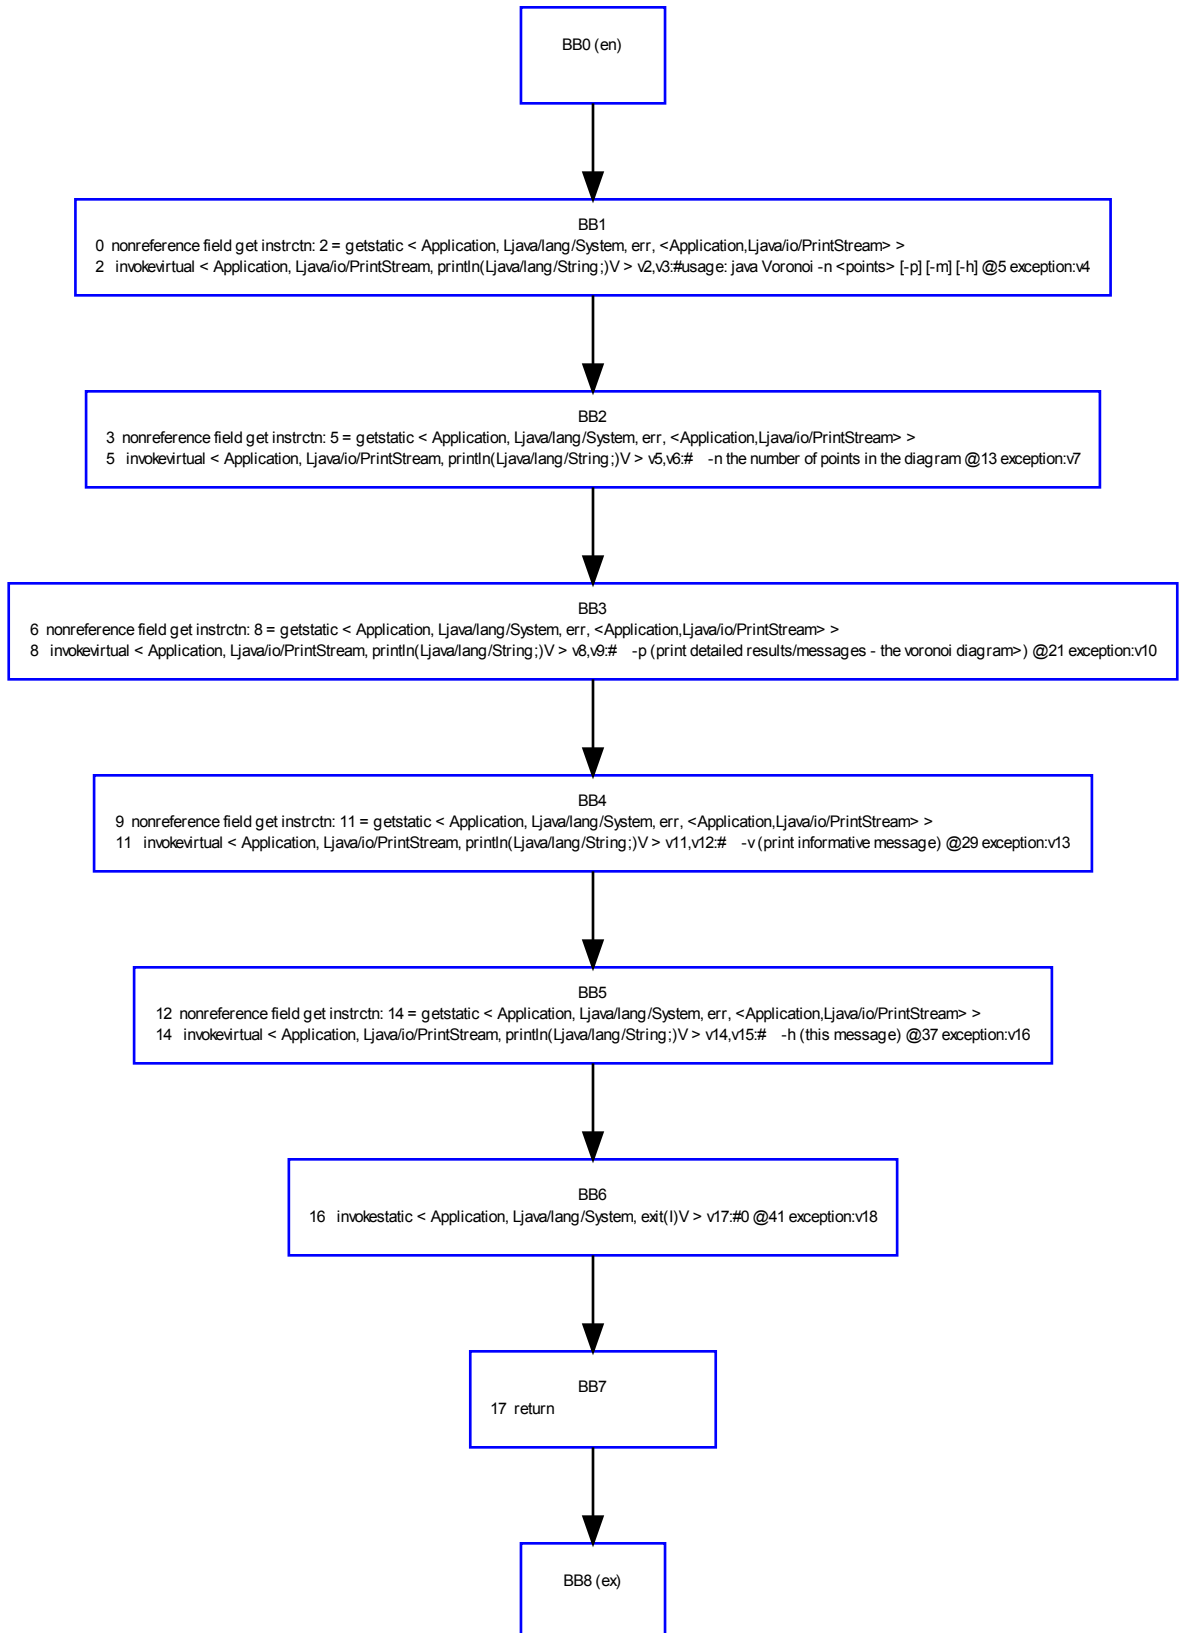 BB0 (en)
BB1
0 nonreference field get instrctn: 2 = getstatic < Application, Ljava/lang/System, err, <Application,Ljava/io/PrintStream> >
2 invokevirtual < Application, Ljava/io/PrintStream, println(Ljava/lang/String;)V > v2,v3:#usage: java Voronoi -n <points> [-p] [-m] [-h] @5 exception:v4
BB2
3 nonreference field get instrctn: 5 = getstatic < Application, Ljava/lang/System, err, <Application,Ljava/io/PrintStream> >
5 invokevirtual < Application, Ljava/io/PrintStream, println(Ljava/lang/String;)V > v5,v6:#    -n the number of points in the diagram @13 exception:v7
BB3
6 nonreference field get instrctn: 8 = getstatic < Application, Ljava/lang/System, err, <Application,Ljava/io/PrintStream> >
8 invokevirtual < Application, Ljava/io/PrintStream, println(Ljava/lang/String;)V > v8,v9:#    -p (print detailed results/messages - the voronoi diagram>) @21 exception:v10
BB4
9 nonreference field get instrctn: 11 = getstatic < Application, Ljava/lang/System, err, <Application,Ljava/io/PrintStream> >
11 invokevirtual < Application, Ljava/io/PrintStream, println(Ljava/lang/String;)V > v11,v12:#    -v (print informative message) @29 exception:v13
BB5
12 nonreference field get instrctn: 14 = getstatic < Application, Ljava/lang/System, err, <Application,Ljava/io/PrintStream> >
14 invokevirtual < Application, Ljava/io/PrintStream, println(Ljava/lang/String;)V > v14,v15:#    -h (this message) @37 exception:v16
BB6
16 invokestatic < Application, Ljava/lang/System, exit(I)V > v17:#0 @41 exception:v18
BB7
17 return
BB8 (ex)